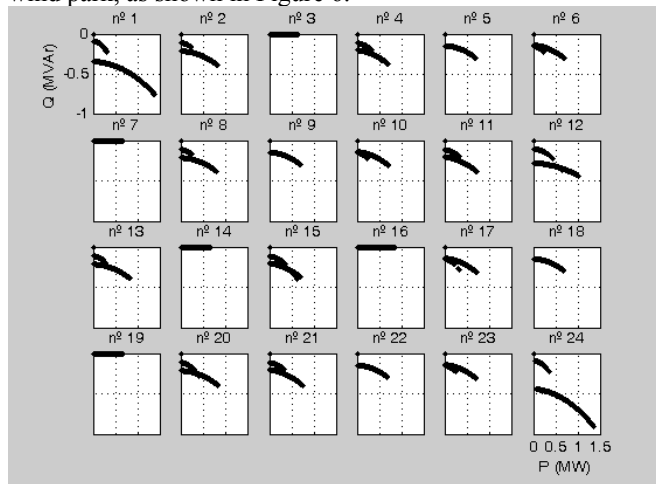 wind park, as shown in Figure 6.
nº 1 nº 2 nº 3 nº 4 nº 5 nº 6
0
-0.5
-1
Q (MVAr)
nº 7 nº 8 nº 9 nº 10 nº 11 nº 12
nº 13 nº 14 nº 15 nº 16 nº 17 nº 18
nº 19 nº 20 nº 21 nº 22 nº 23 nº 24
0 0.5 1 1.5
P (MW)